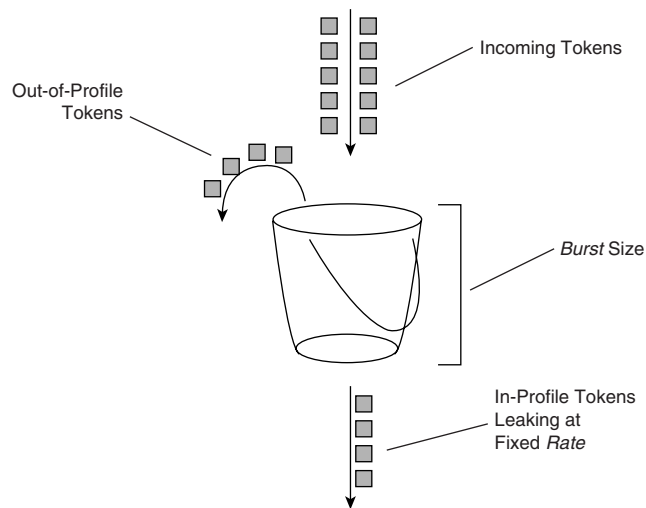 Incoming Tokens
Out-of-Profile
Tokens
Burst Size
In-Profile Tokens
Leaking at
Fixed Rate